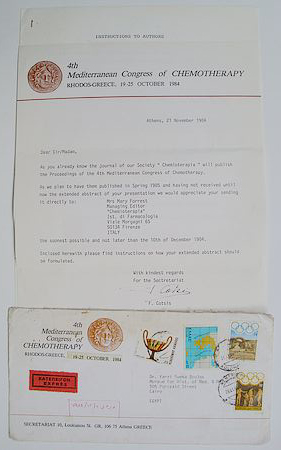 INSTRUCTIONS TO AUTHORS
4th
Mediterranean Congress of CHEMOTHERAPY
RHODOS-GREECE, 19-25 OCTOBER 1984
Athens, 23 November 1984
Dear Sir/Madam,
As you already know the journal of our Society "Chemioterapia" will publish
the Proceedings of the 4th Mediterranean Congress of Chemotherapy.
As we plan to have them published in Spring 1985 and having not received until
now the extended abstract of your presentation we would appreciate your sending
it directly to:
Mrs Mary Forrest
Managing Editor
"Chemioterapia"
Ist. di Farmacologia
Viale Morgagni 65
50134 Firenze
ITALY
the soonest possible and not later than the 10th of December 1984.
Enclosed herewith please find instructions on how your extended abstract should
be formulated.
With kindest regards
For the Secretariat
4th
Mediterranean
Congress of
CHEMOTHERAPY
RHODES-GREECE, 19-25 OCTOBER 1984
ΚΑΤΕΠΕΙΓΟΝ
EXPRES
EGYPT
SECRETARIAT 10, Loukianou St. GR, 106 75 Athens GREECE